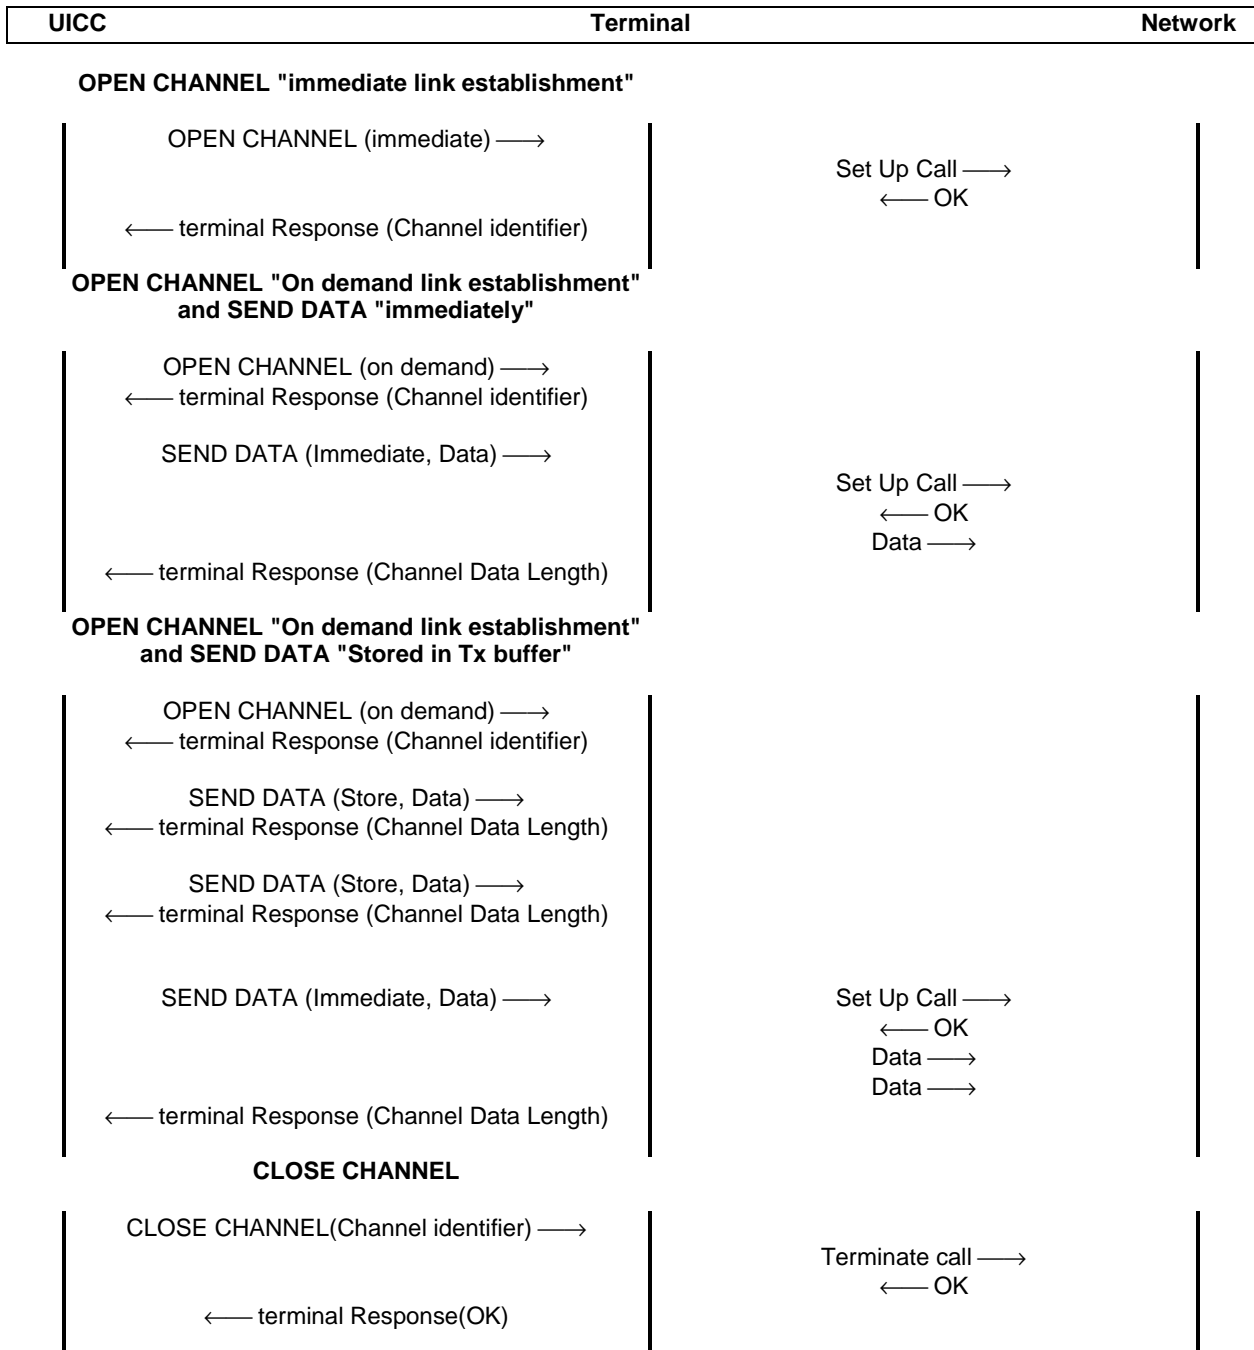 UICC Terminal Network
OPEN CHANNEL "immediate link establishment"
OPEN CHANNEL (immediate) ⟶
Set Up Call ⟶
⟵ OK
⟵ terminal Response (Channel identifier)
OPEN CHANNEL "On demand link establishment"
and SEND DATA "immediately"
OPEN CHANNEL (on demand) ⟶
⟵ terminal Response (Channel identifier)
SEND DATA (Immediate, Data) ⟶
Set Up Call ⟶
⟵ OK
Data ⟶
⟵ terminal Response (Channel Data Length)
OPEN CHANNEL "On demand link establishment"
and SEND DATA "Stored in Tx buffer"
OPEN CHANNEL (on demand) ⟶
⟵ terminal Response (Channel identifier)
SEND DATA (Store, Data) ⟶
⟵ terminal Response (Channel Data Length)
SEND DATA (Store, Data) ⟶
⟵ terminal Response (Channel Data Length)
SEND DATA (Immediate, Data) ⟶ Set Up Call ⟶
⟵ OK
Data ⟶
Data ⟶
⟵ terminal Response (Channel Data Length)
CLOSE CHANNEL
CLOSE CHANNEL(Channel identifier) ⟶
Terminate call ⟶
⟵ OK
⟵ terminal Response(OK)